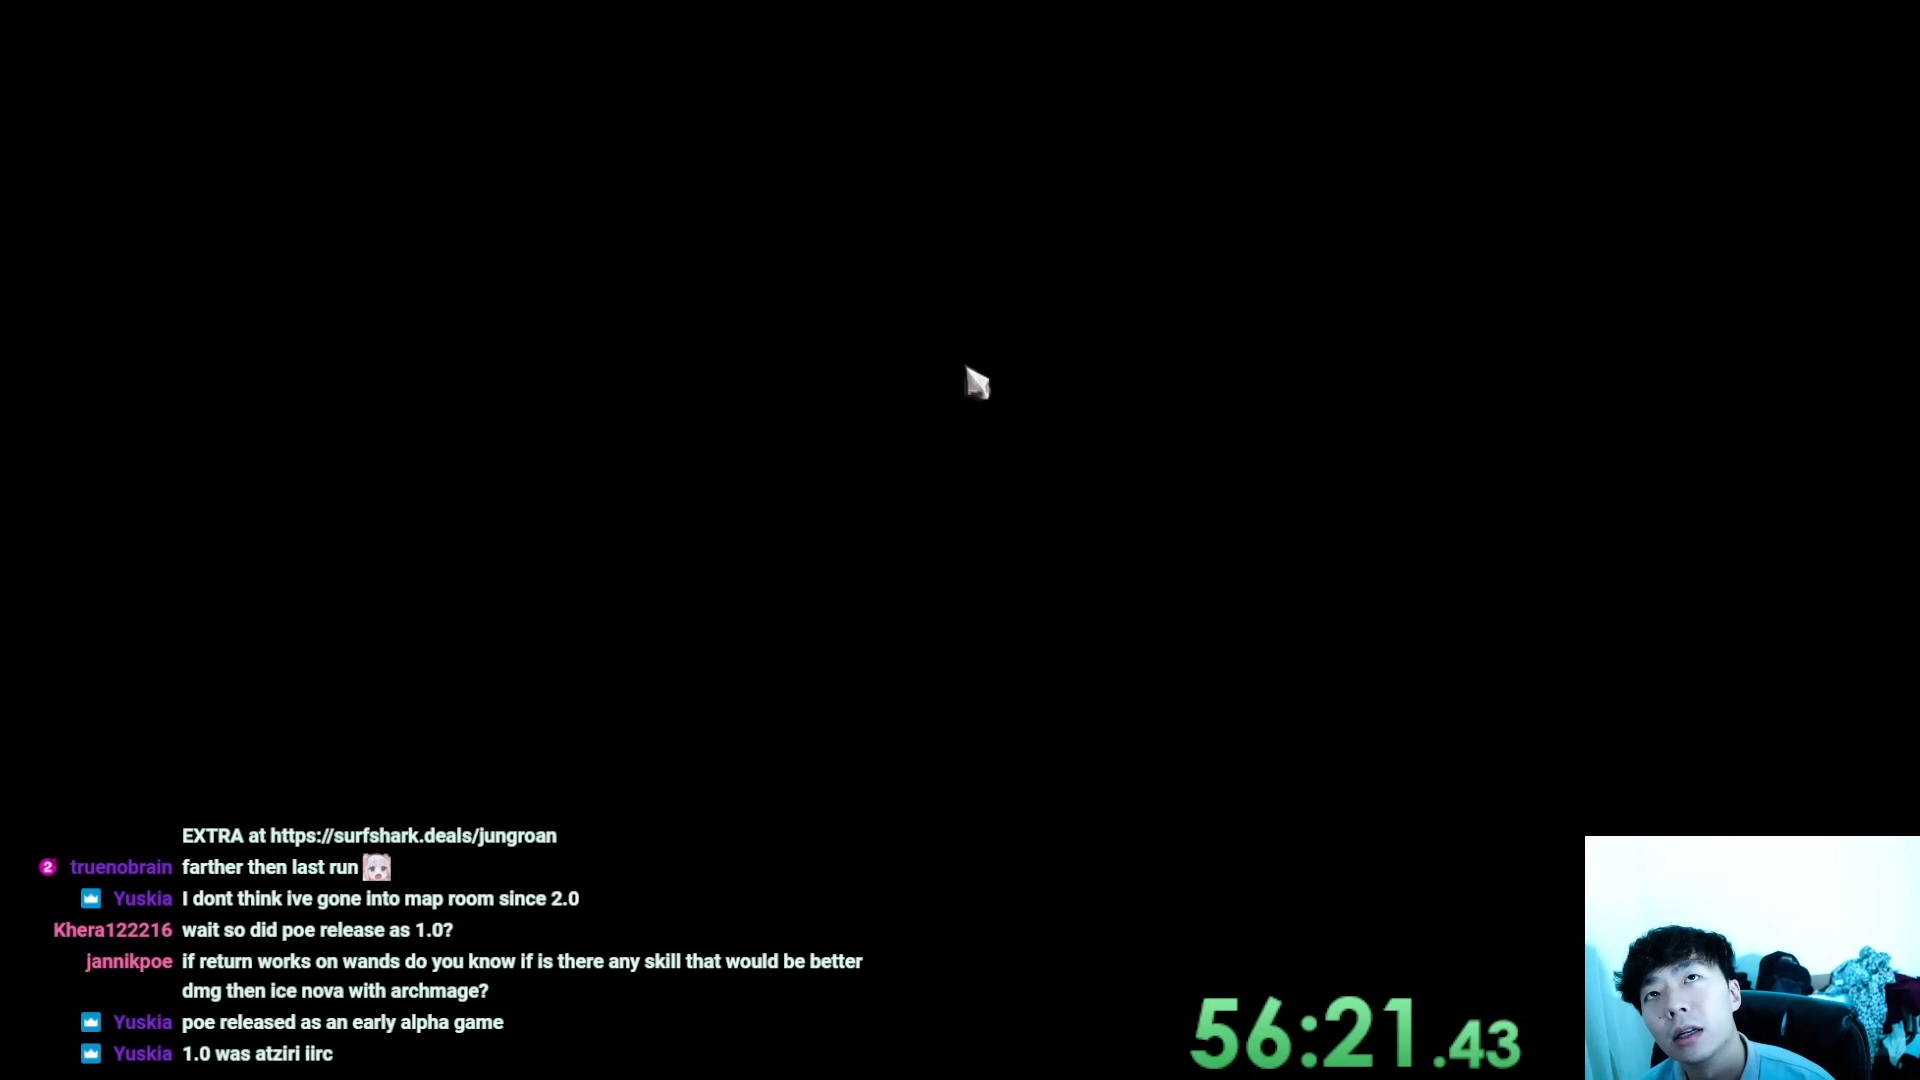 EXTRA at https://surfshark.deals/jungroan
2 truenobrain farther then last run
Yuskia I dont think ive gone into map room since 2.0
Khera122216 wait so did poe release as 1.0?
jannikpoe if return works on wands do you know if is there any skill that would be better
dmg then ice nova with archmage?
Yuskia poe released as an early alpha game
Yuskia 1.0 was atziri iirc
56:21.43